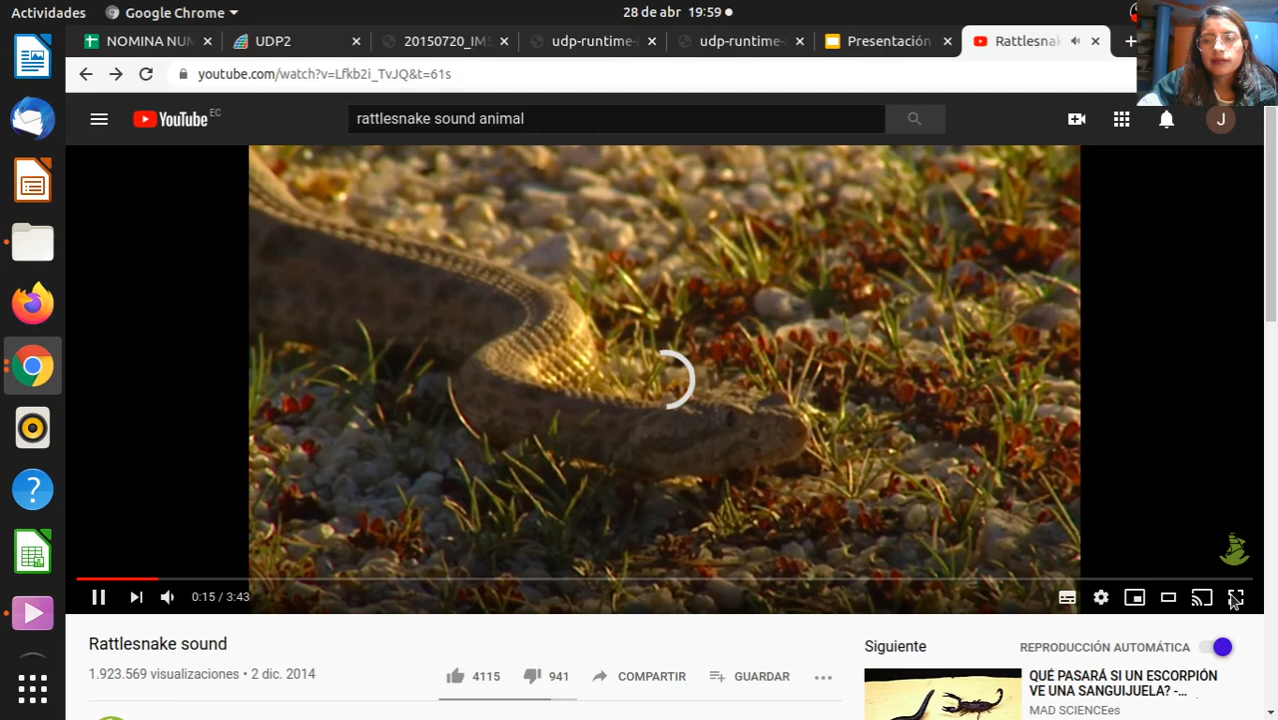 Actividades Google Chrome 28 de abr 19:59
NOMINA NUM UDP2 20150720_IMS udp-runtime- udp-runtime- Presentación Rattlesnak
youtube.com/watch?v=Lfkb2i_TvJQ&t=61s
YouTube EC rattlesnake sound animal J
0:15 / 3:43
Rattlesnake sound
1.923.569 visualizaciones • 2 dic. 2014
4115 941 COMPARTIR GUARDAR
Siguiente REPRODUCCIÓN AUTOMÁTICA
QUÉ PASARÁ SI UN ESCORPIÓN
VE UNA SANGUIJUELA? -...
MAD SCIENCEes